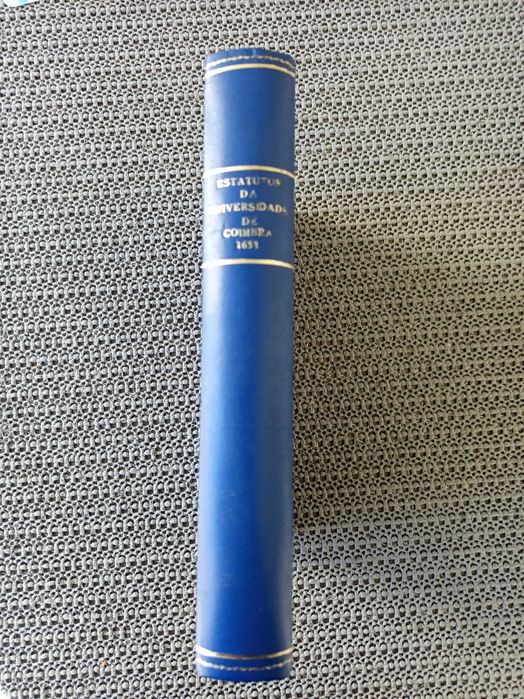 ESTATUTOS
DA
UNIVERSIDADE
DE
COIMBRA
1653